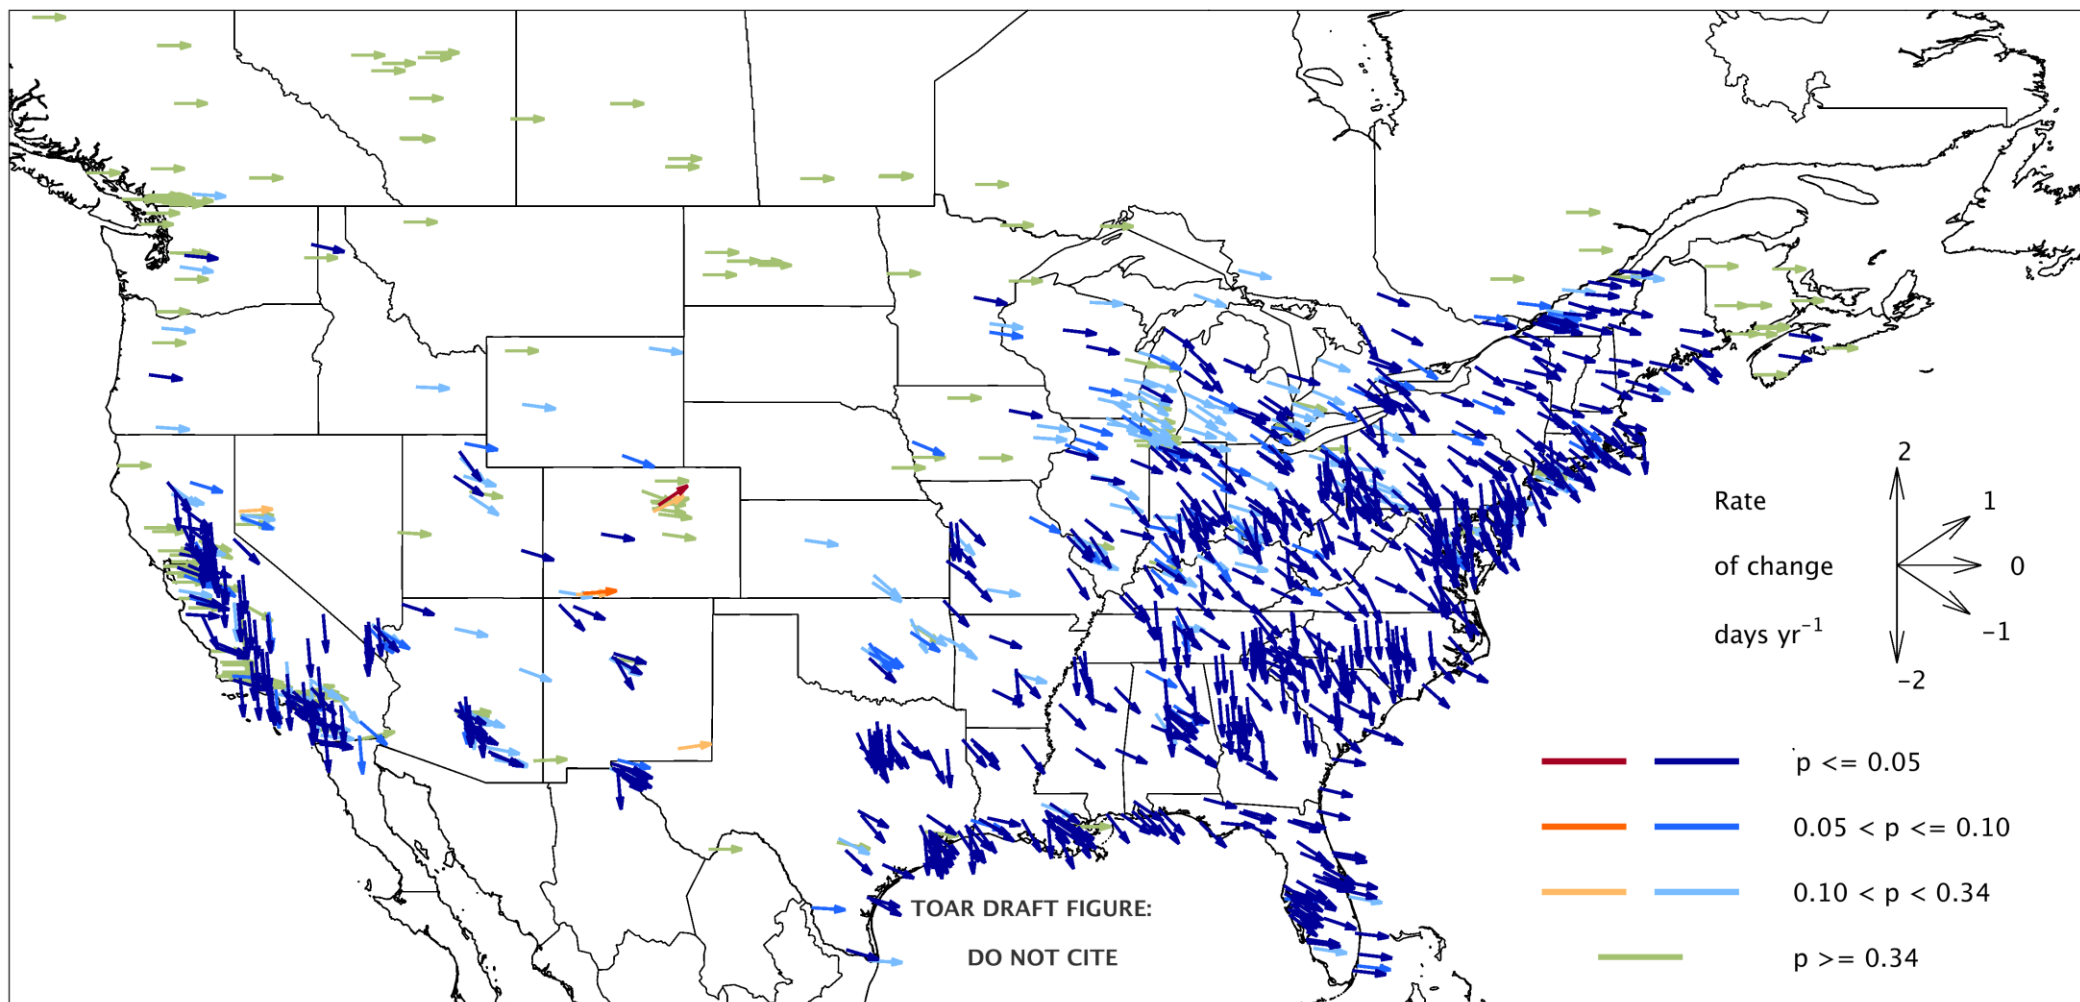 2
Rate
1
of change
0
days yr⁻¹
-1
-2
p <= 0.05
0.05 < p <= 0.10
0.10 < p < 0.34
p >= 0.34
TOAR DRAFT FIGURE:
DO NOT CITE